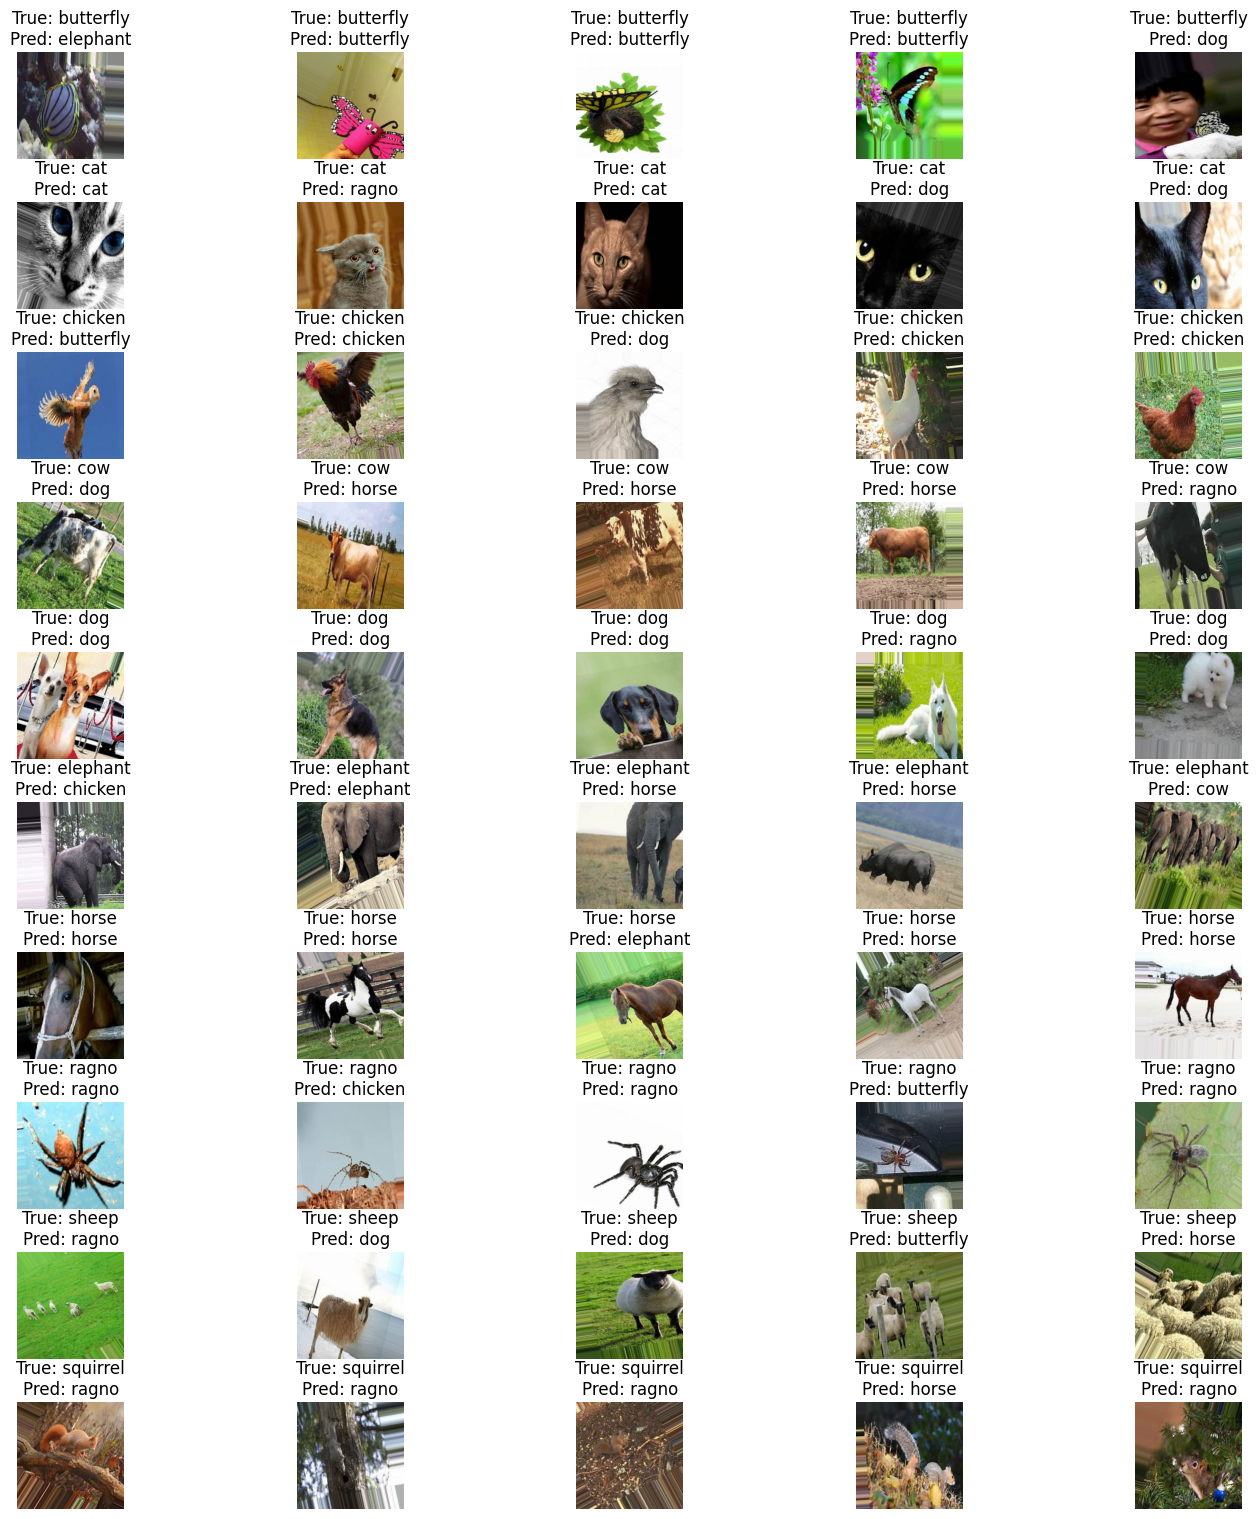 True: butterfly True: butterfly True: butterfly True: butterfly True: butterfly
Pred: elephant Pred: butterfly Pred: butterfly Pred: butterfly Pred: dog
True: cat True: cat True: cat True: cat True: cat
Pred: cat Pred: ragno Pred: cat Pred: dog Pred: dog
True: chicken True: chicken True: chicken True: chicken True: chicken
Pred: butterfly Pred: chicken Pred: dog Pred: chicken Pred: chicken
True: cow True: cow True: cow True: cow True: cow
Pred: dog Pred: horse Pred: horse Pred: horse Pred: ragno
True: dog True: dog True: dog True: dog True: dog
Pred: dog Pred: dog Pred: dog Pred: ragno Pred: dog
True: elephant True: elephant True: elephant True: elephant True: elephant
Pred: chicken Pred: elephant Pred: horse Pred: horse Pred: cow
True: horse True: horse True: horse True: horse True: horse
Pred: horse Pred: horse Pred: elephant Pred: horse Pred: horse
True: ragno True: ragno True: ragno True: ragno True: ragno
Pred: ragno Pred: chicken Pred: ragno Pred: butterfly Pred: ragno
True: sheep True: sheep True: sheep True: sheep True: sheep
Pred: ragno Pred: dog Pred: dog Pred: butterfly Pred: horse
True: squirrel True: squirrel True: squirrel True: squirrel True: squirrel
Pred: ragno Pred: ragno Pred: ragno Pred: horse Pred: ragno